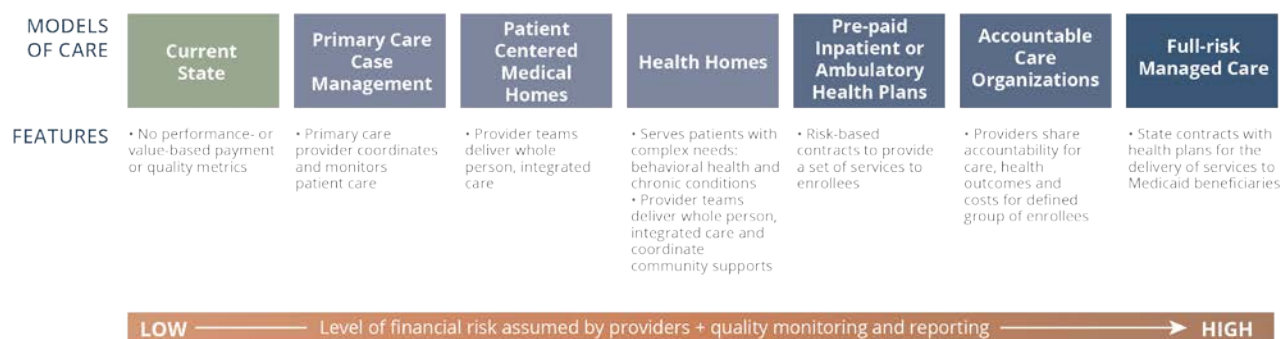 MODELS
OF CARE
Current
State
Primary Care
Case
Management
Patient
Centered
Medical
Homes
Health Homes
Pre-paid
Inpatient or
Ambulatory
Health Plans
Accountable
Care
Organizations
Full-risk
Managed Care
FEATURES
• No performance- or
value-based payment
or quality metrics
• Primary care
provider coordinates
and monitors
patient care
• Provider teams
deliver whole
person, integrated
care
• Serves patients with
complex needs:
behavioral health and
chronic conditions
• Provider teams
deliver whole person,
integrated care and
coordinate
community supports
• Risk-based
contracts to provide
a set of services to
enrollees
• Providers share
accountability for
care, health
outcomes and
costs for defined
group of enrollees
• State contracts with
health plans for the
delivery of services to
Medicaid beneficiaries
LOW Level of financial risk assumed by providers + quality monitoring and reporting HIGH